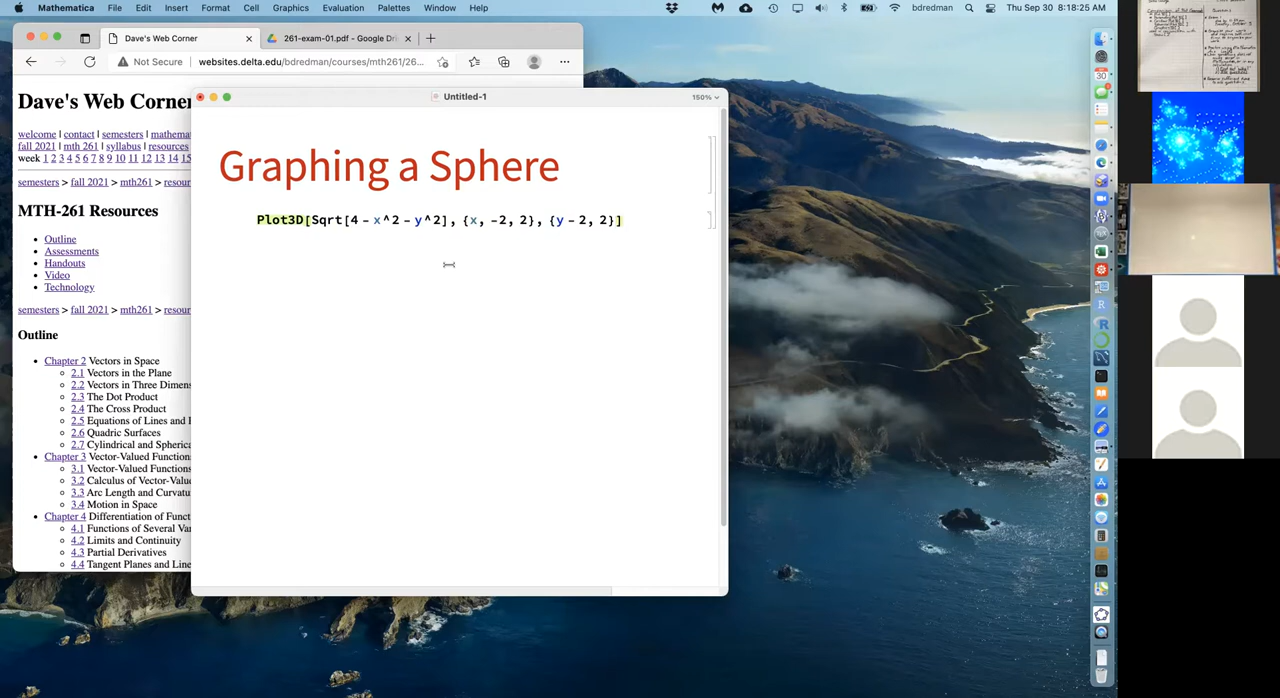 Mathematica File Edit Insert Format Cell Graphics Evaluation Palettes Window Help bdredman Thu Sep 30 8:18:25 AM
Dave's Web Corner
261-exam-01.pdf - Google Dri
Not Secure websites.delta.edu/bdredman/courses/mth261/26...
Untitled-1
150%
Dave's Web Corner
welcome | contact | semesters | mathema
fall 2021 | mth 261 | syllabus | resources
week 1 2 3 4 5 6 7 8 9 10 11 12 13 14 15
semesters > fall 2021 > mth261 > resour
MTH-261 Resources
• Outline
• Assessments
• Handouts
• Video
• Technology
semesters > fall 2021 > mth261 > resour
Outline
• Chapter 2 Vectors in Space
2.1 Vectors in the Plane
2.2 Vectors in Three Dimens
2.3 The Dot Product
2.4 The Cross Product
2.5 Equations of Lines and
2.6 Quadric Surfaces
2.7 Cylindrical and Spherica
• Chapter 3 Vector-Valued Functions
3.1 Vector-Valued Functions
3.2 Calculus of Vector-Value
3.3 Arc Length and Curvatu
3.4 Motion in Space
• Chapter 4 Differentiation of Funct
4.1 Functions of Several Var
4.2 Limits and Continuity
4.3 Partial Derivatives
4.4 Tangent Planes and Line
Graphing a Sphere
Plot3D[Sqrt[4 - x^2 - y^2], {x, -2, 2}, {y - 2, 2}]